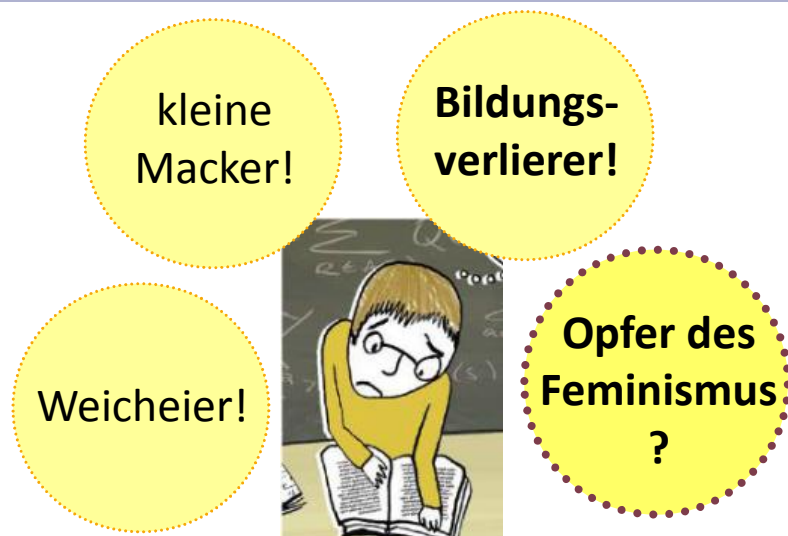 kleine
Macker!
Bildungs-
verlierer!
Weicheier!
Opfer des
Feminismus
?